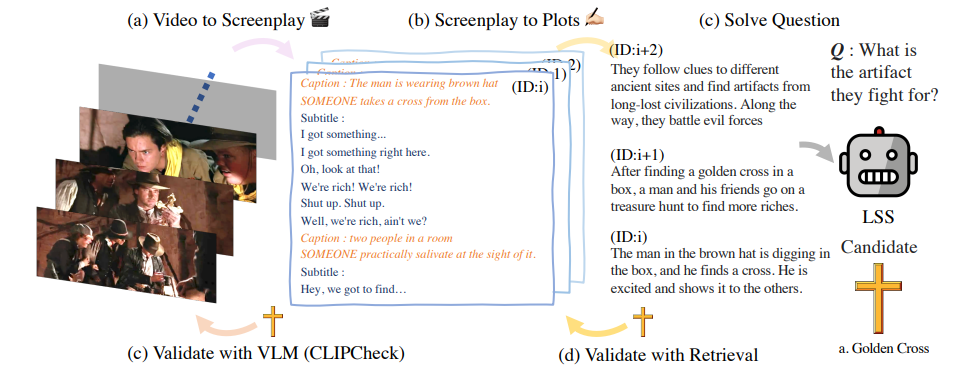 (a) Video to Screenplay
(b) Screenplay to Plots
(c) Solve Question
Caption
Caption
2)
(ID:1)
(ID:i)
Caption : The man is wearing brown hat
SOMEONE takes a cross from the box.
Subtitle :
I got something...
I got something right here.
Oh, look at that!
We're rich! We're rich!
Shut up. Shut up.
Well, we're rich, ain't we?
Caption : two people in a room
SOMEONE practically salivate at the sight of it.
Subtitle :
Hey, we got to find…
(ID:i+2)
They follow clues to different
ancient sites and find artifacts from
long-lost civilizations. Along the
way, they battle evil forces
(ID:i+1)
After finding a golden cross in a
box, a man and his friends go on a
treasure hunt to find more riches.
(ID:i)
The man in the brown hat is digging in
the box, and he finds a cross. He is
excited and shows it to the others.
Q : What is
the artifact
they fight for?
LSS
Candidate
a. Golden Cross
(c) Validate with VLM (CLIPCheck)
(d) Validate with Retrieval